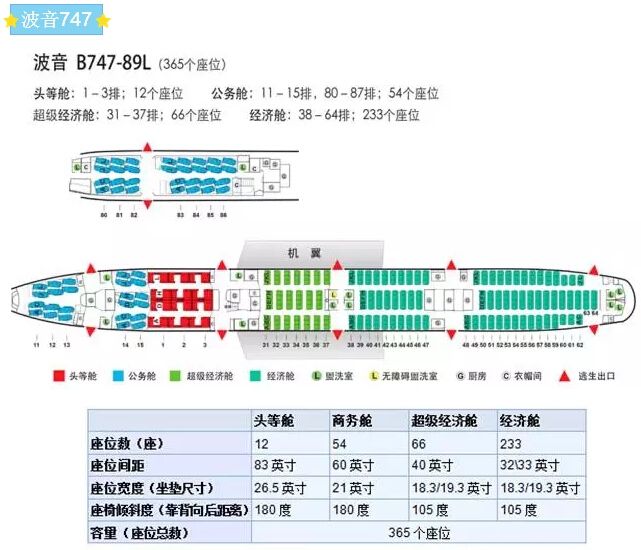 波音747
波音 B747-89L（365个座位）
头等舱：1－3排；12个座位 公务舱：11－15排，80－87排；54个座位
超级经济舱：31－37排；66个座位 经济舱：38－64排；233个座位
80 81 82 83 84 85 86
机翼
63 64
11 12 13 14 15 1 2 3 31 32 33 34 35 36 37 38 39 40 41 42 43 44 45 46 47 48 49 50 51 52 53 54 55 56 57 58 59 60 61 62
头等舱 公务舱 超级经济舱 经济舱 L 盥洗室 L 无障碍盥洗室 G 厨房 C 衣帽间 逃生出口
头等舱 商务舱 超级经济舱 经济舱
座位数（座） 12 54 66 233
座位间距 83 英寸 60 英寸 40 英寸 32\33 英寸
座位宽度（坐垫尺寸） 26.5 英寸 21 英寸 18.3/19.3 英寸 18.3/19.3 英寸
座椅倾斜度（靠背向后距离） 180 度 180 度 105 度 105 度
容量（座位总数） 365 个座位